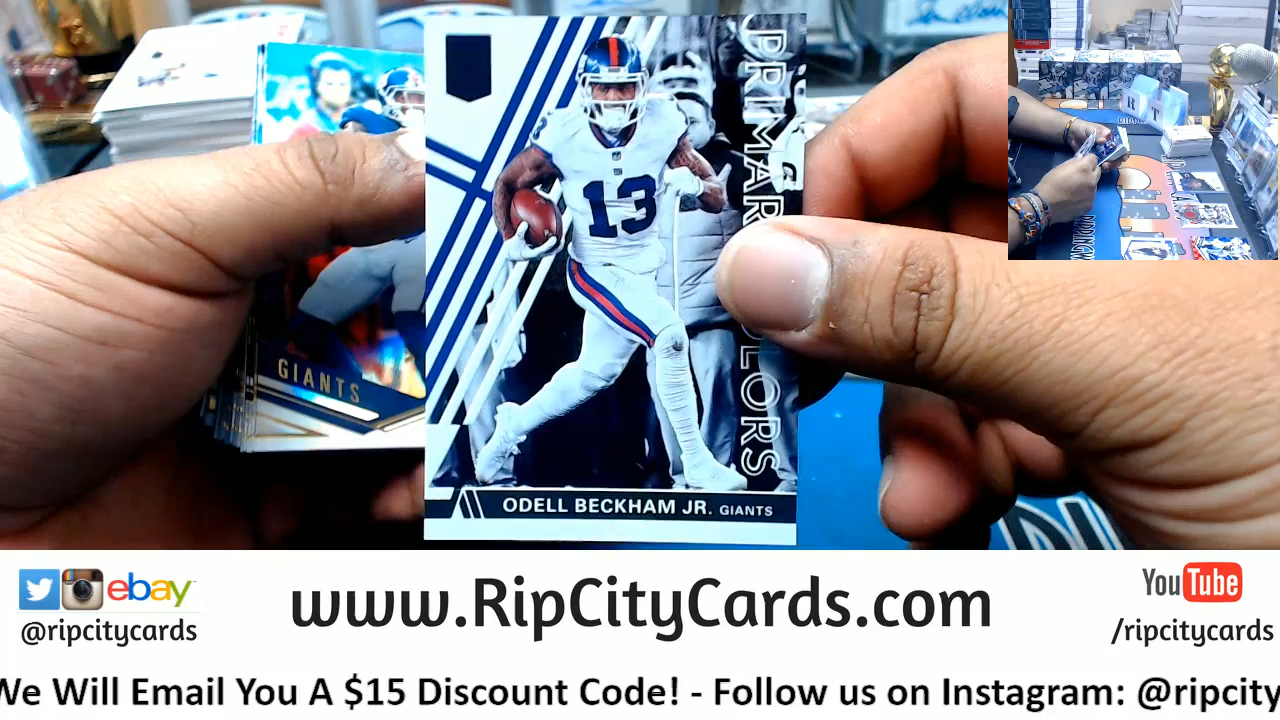 PRIMARY COLORS
13
13
GIANTS
ODELL BECKHAM JR. GIANTS
ebay
@ripcitycards
www.RipCityCards.com
YouTube
/ripcitycards
We Will Email You A $15 Discount Code! - Follow us on Instagram: @ripcity